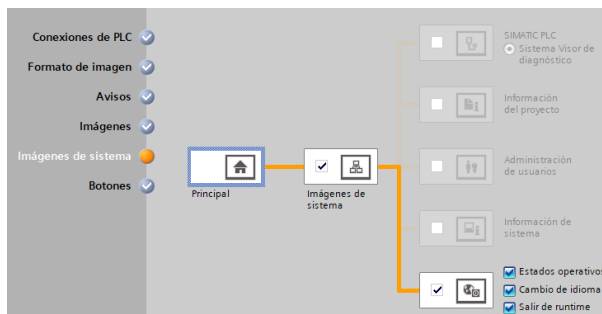 Conexiones de PLC
Formato de imagen
Avisos
Imágenes
Imágenes de sistema
Botones
Principal
Imágenes de
sistema
SIMATIC PLC
Sistema Visor de
diagnóstico
Información
del proyecto
Administración
de usuarios
Información de
sistema
Estados operativos
Cambio de idioma
Salir de runtime